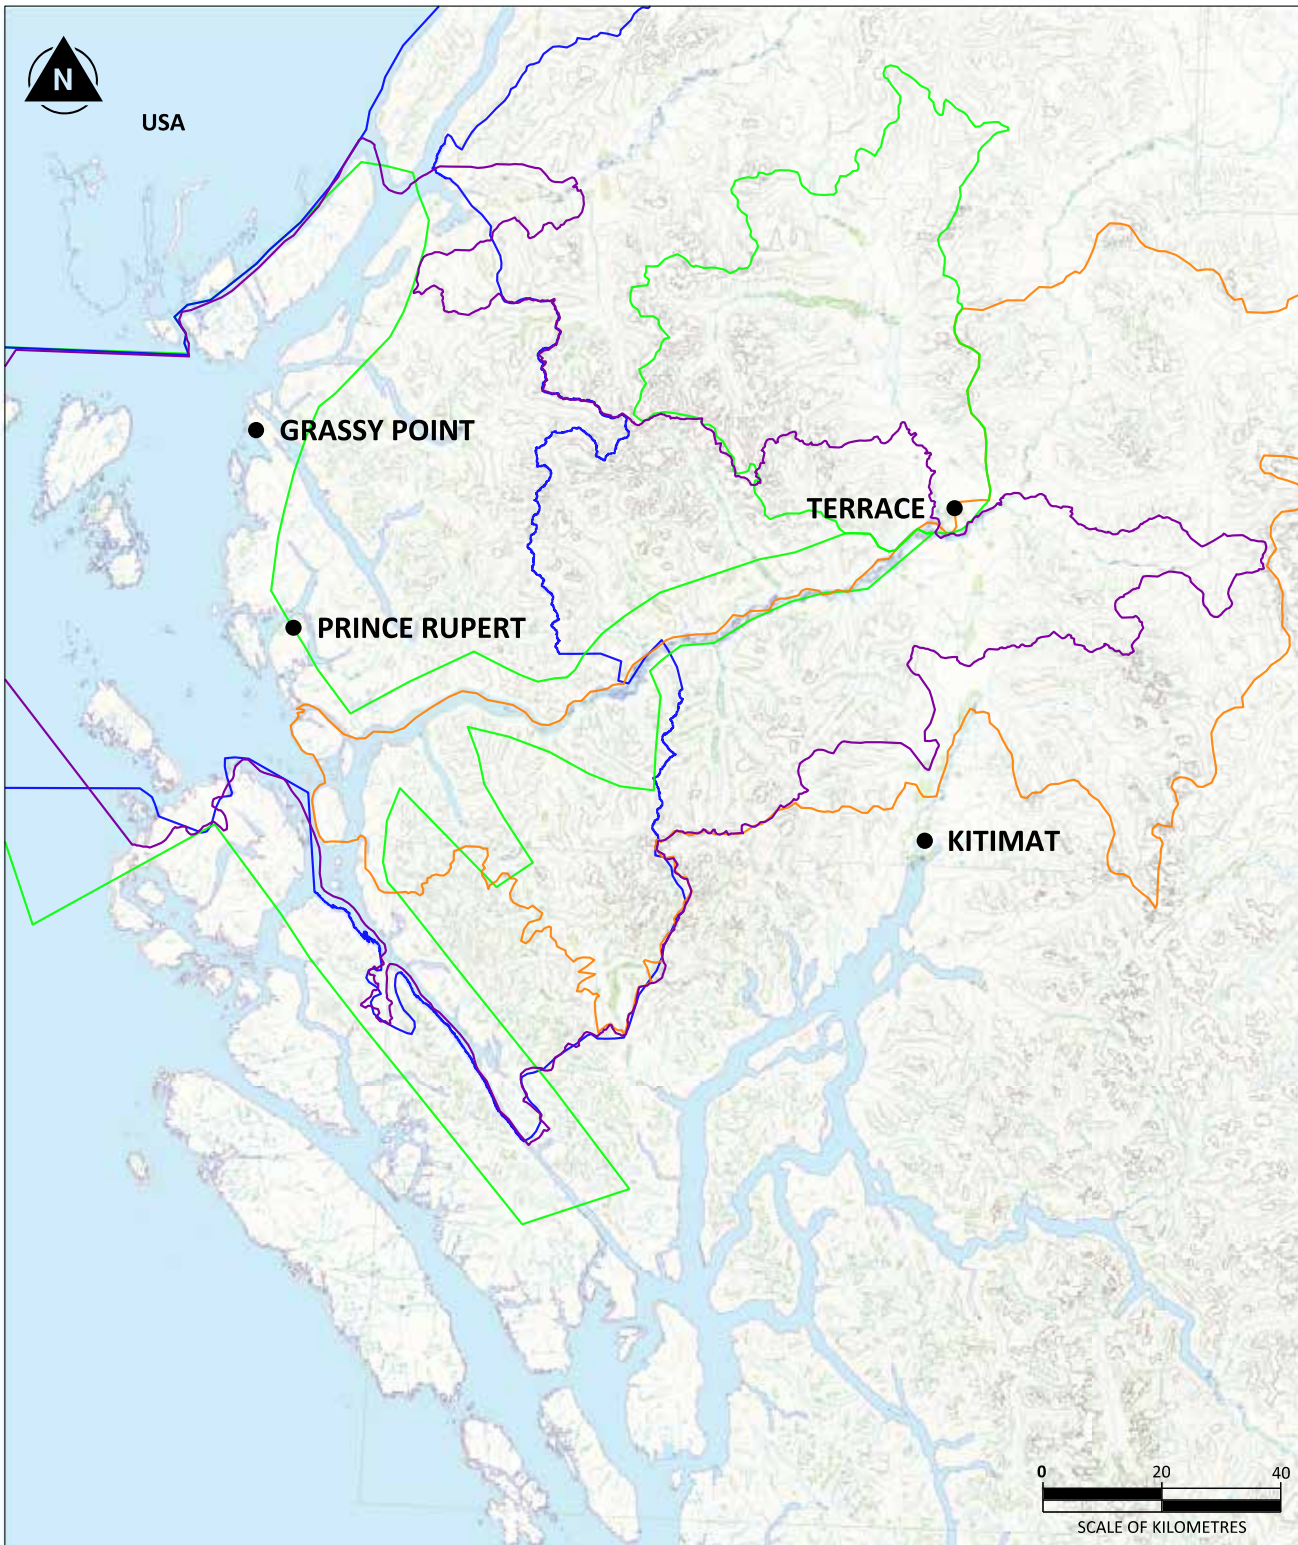 N
USA
GRASSY POINT
TERRACE
PRINCE RUPERT
KITIMAT
0 20 40
SCALE OF KILOMETRES